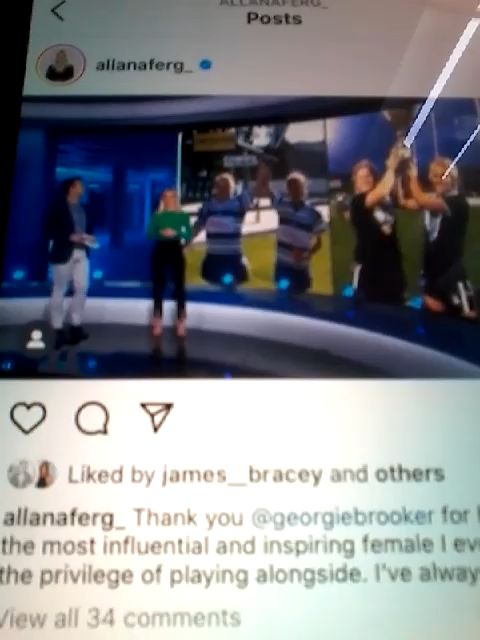 ALLANAFERG_
Posts
allanaferg_
Liked by james__bracey and others
allanaferg_ Thank you @georgiebrooker for
the most influential and inspiring female I ev
the privilege of playing alongside. I've alway
View all 34 comments